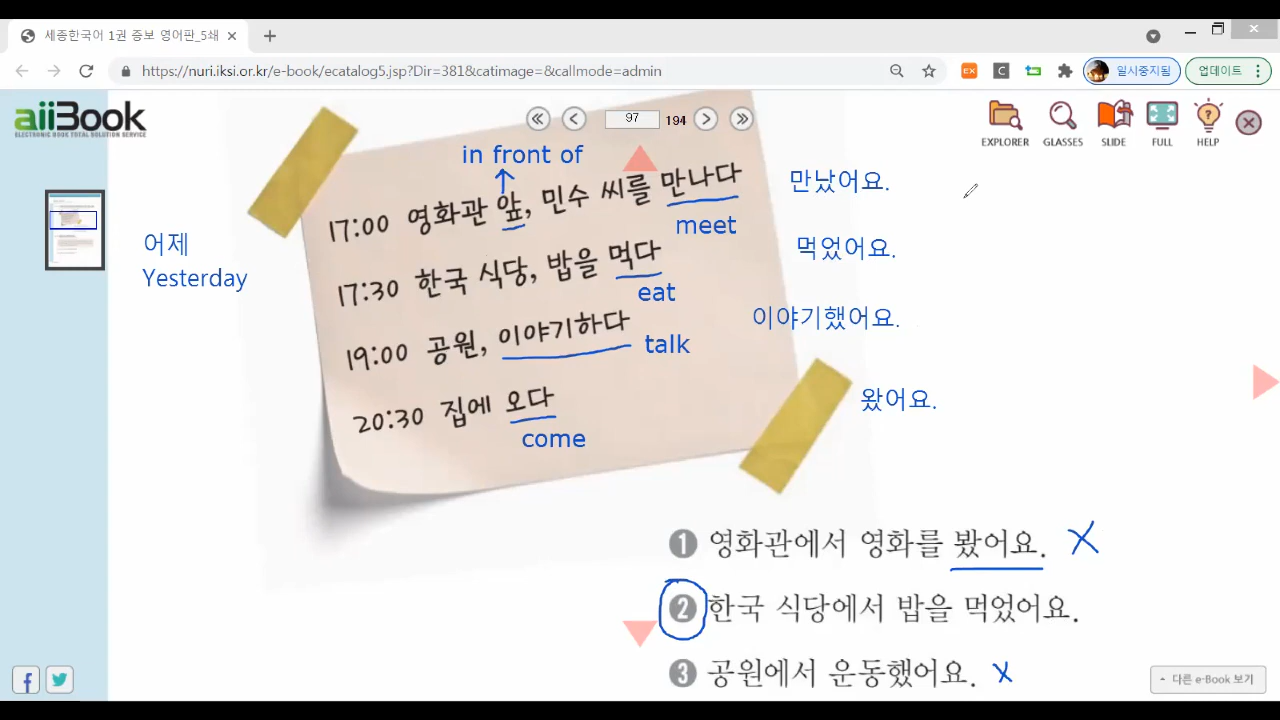 세종한국어 1권 증보 영어판_5쇄
https://nuri.iksi.or.kr/e-book/ecatalog5.jsp?Dir=381&catimage=&callmode=admin
EX
C
일시중지됨
업데이트
aiiBook
ELECTRONIC BOOK TOTAL SOLUTION SERVICE
97 194
EXPLORER GLASSES SLIDE FULL HELP
in front of
17:00 영화관 앞, 민수 씨를 만나다 만났어요.
meet
어제
Yesterday
17:30 한국 식당, 밥을 먹다 먹었어요.
eat
19:00 공원, 이야기하다 이야기했어요.
talk
20:30 집에 오다 왔어요.
come
1 영화관에서 영화를 봤어요. X
2 한국 식당에서 밥을 먹었어요.
3 공원에서 운동했어요. x
다른 e-Book 보기